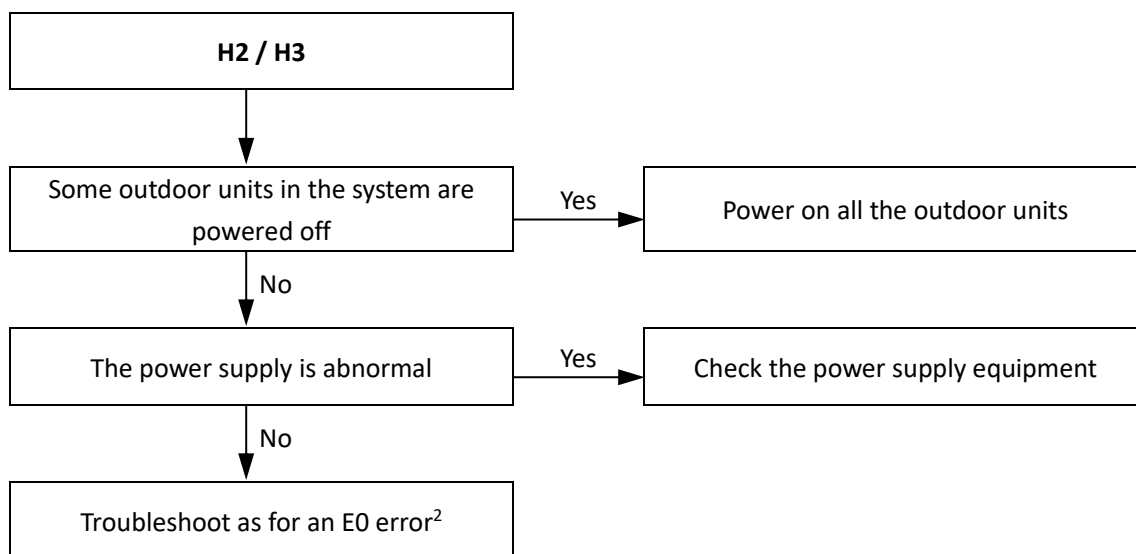 H2 / H3
Some outdoor units in the system are
powered off
Yes
Power on all the outdoor units
No
The power supply is abnormal
Yes
Check the power supply equipment
No
Troubleshoot as for an E0 error²